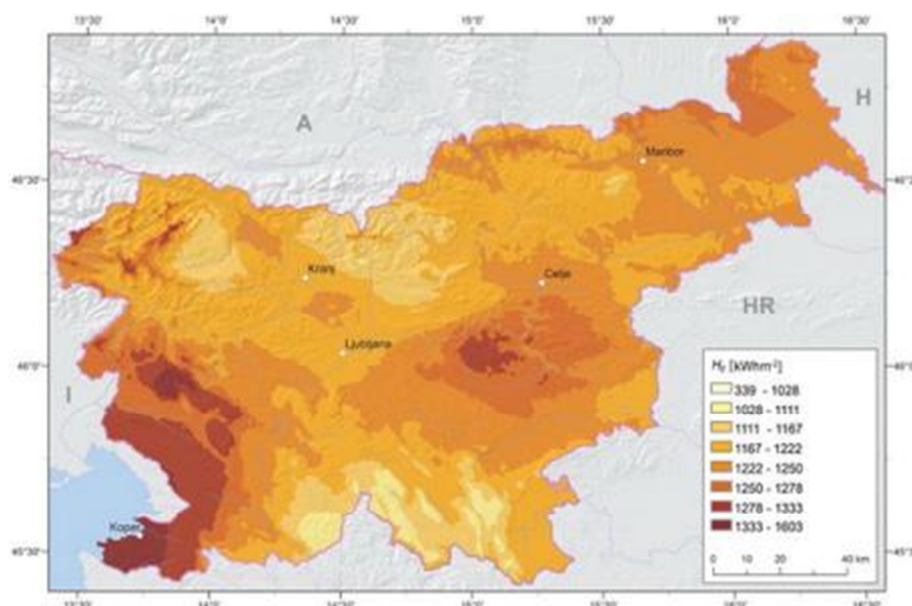 13°30' 14°0' 14°30' 15°0' 15°30' 16°0' 16°30'
A
H
Maribor
Kranj
Celje
HR
Ljubljana
46°0'
I
Koper
45°30'
[kWhm⁻²]
339 - 1028
1028 - 1111
1111 - 1167
1167 - 1222
1222 - 1250
1250 - 1278
1278 - 1333
1333 - 1603
0 10 20 40 km